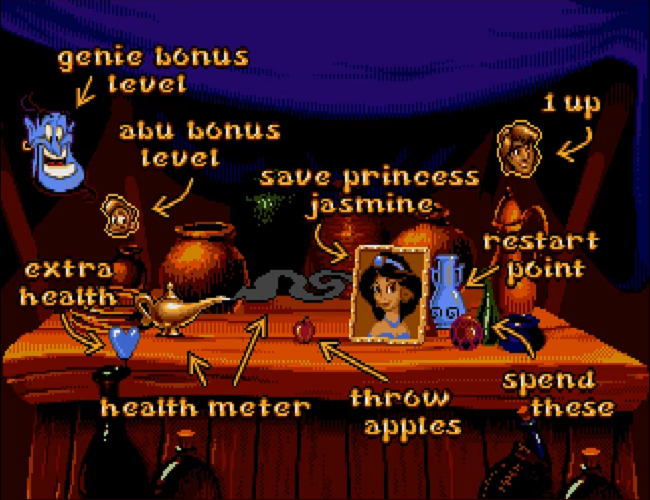 genie bonus
level
1 up
abu bonus
level
save princess
jasmine
restart
point
extra
health
health meter
throw
apples
spend
these